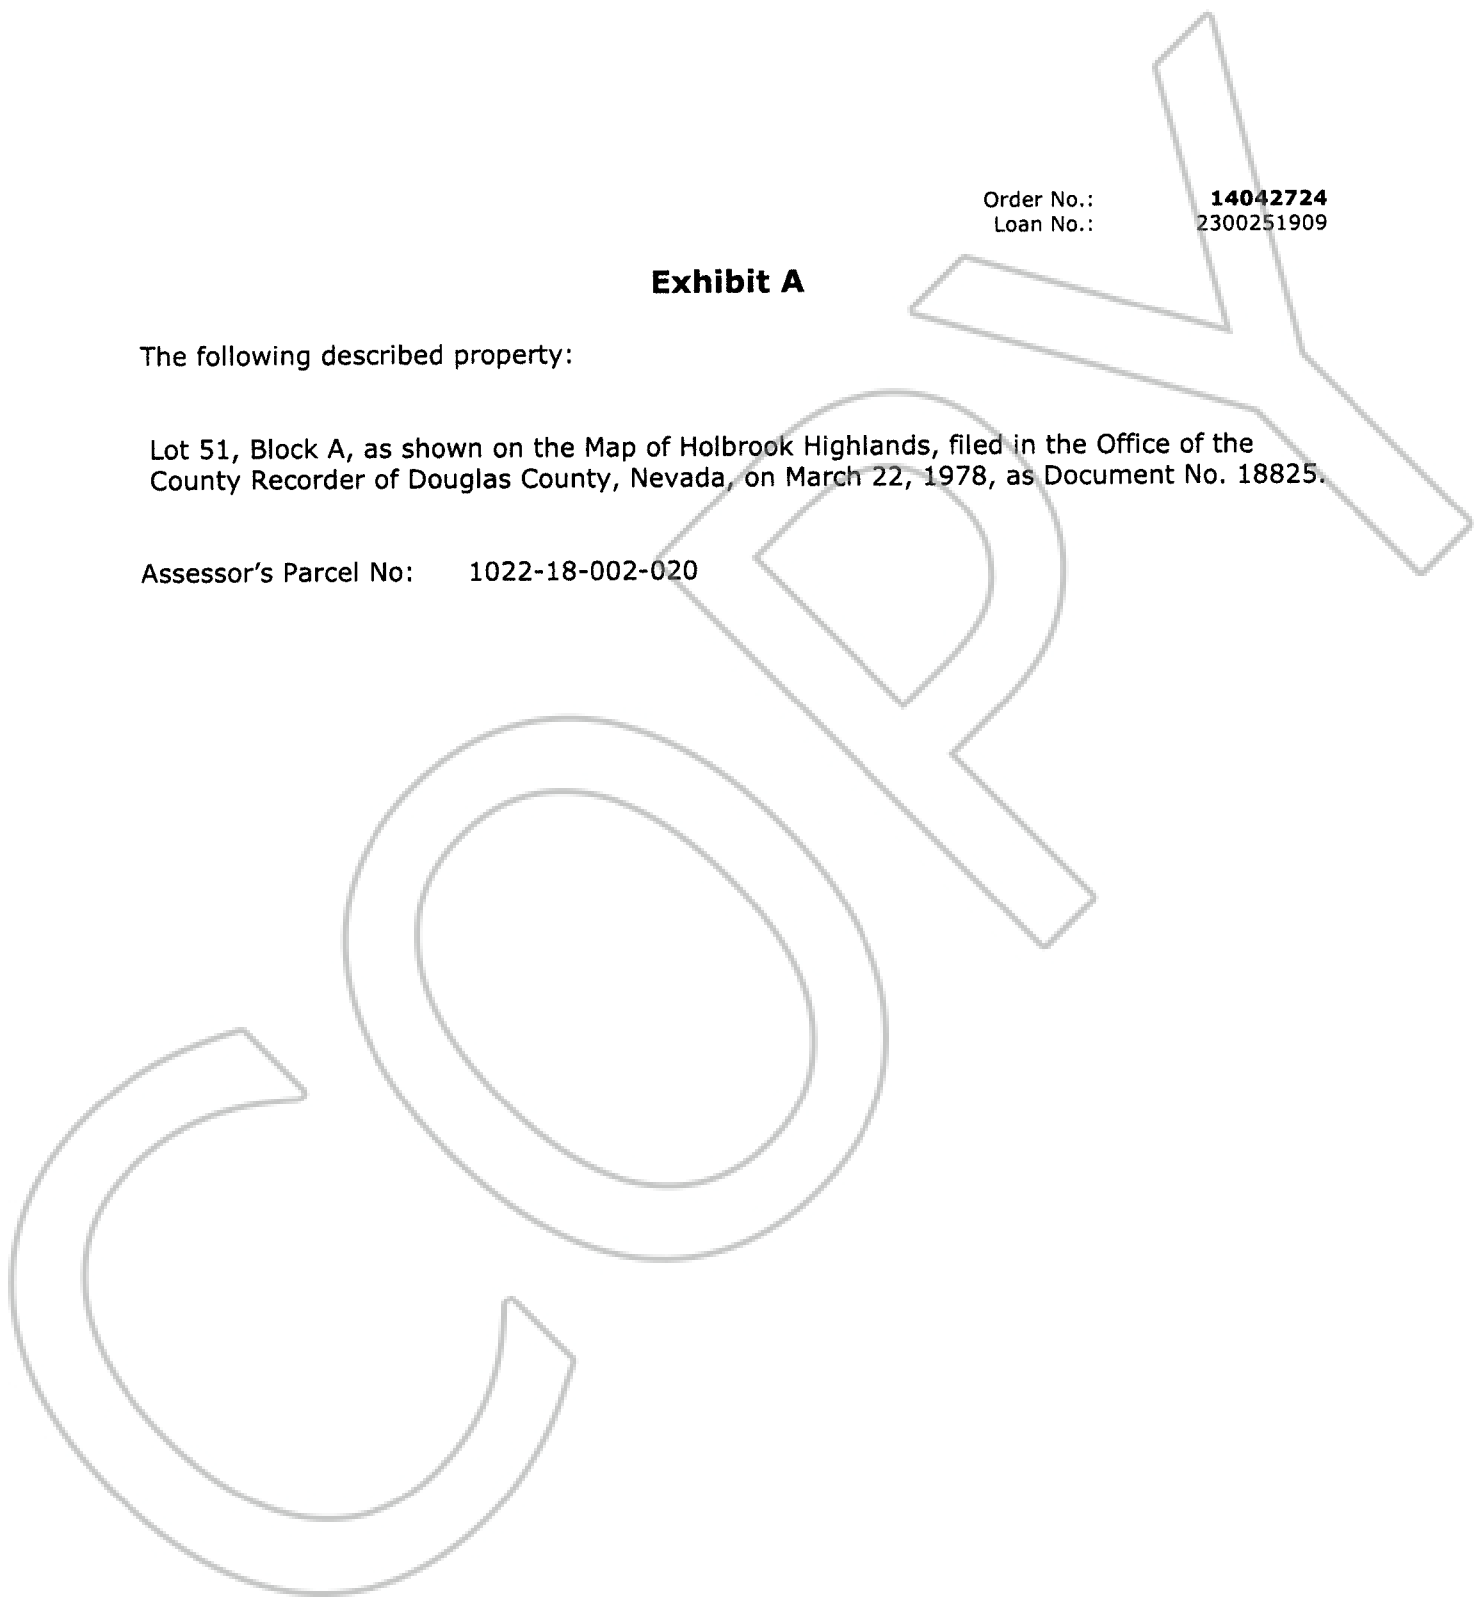 Order No.: 14042724
Loan No.: 2300251909
Exhibit A
The following described property:
Lot 51, Block A, as shown on the Map of Holbrook Highlands, filed in the Office of the
County Recorder of Douglas County, Nevada, on March 22, 1978, as Document No. 18825.
Assessor's Parcel No: 1022-18-002-020
COPY